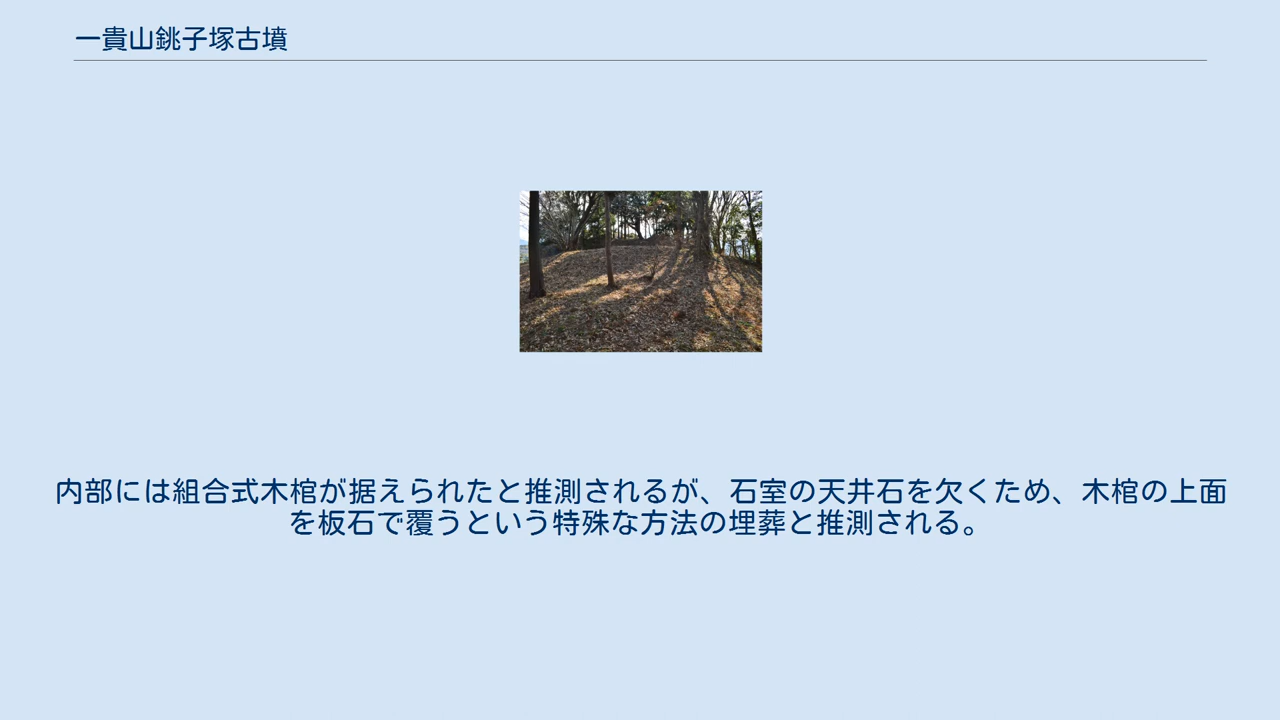 一貴山銚子塚古墳
内部には組合式木棺が据えられたと推測されるが、石室の天井石を欠くため、木棺の上面
を板石で覆うという特殊な方法の埋葬と推測される。